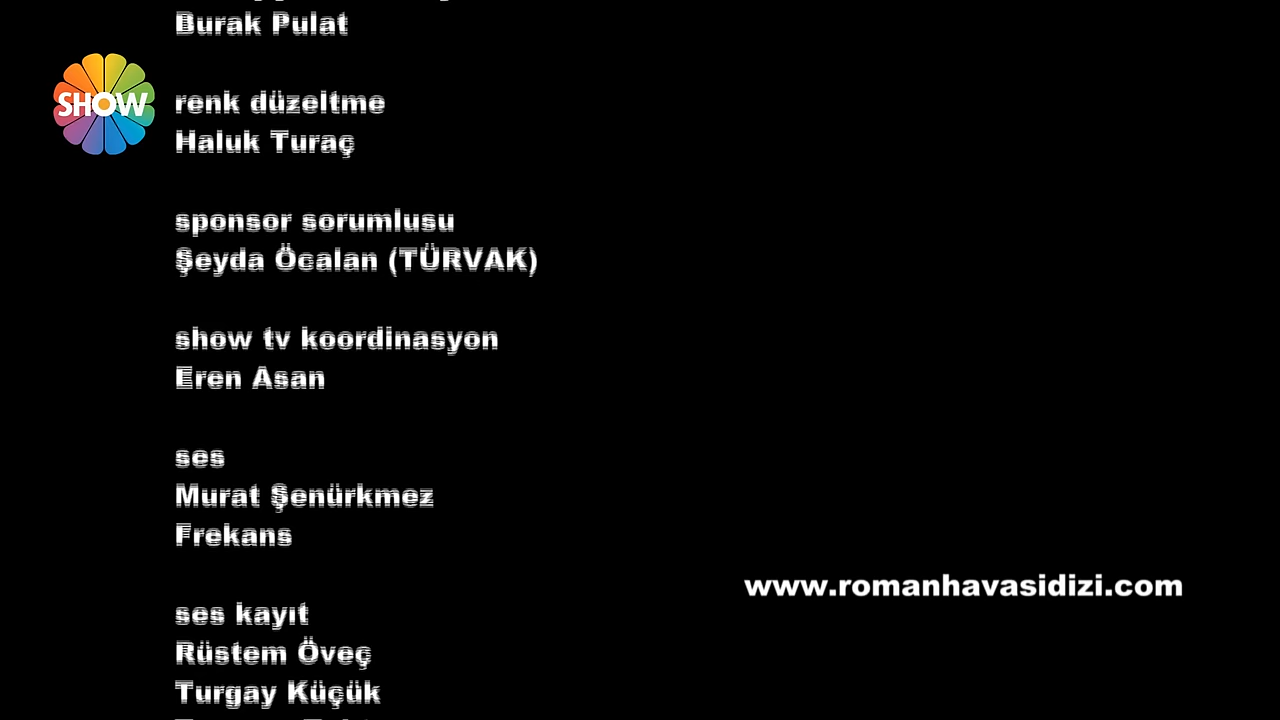 Burak Pulat
SHOW
renk düzeltme
Haluk Turaç
sponsor sorumlusu
Şeyda Öcalan (TÜRVAK)
show tv koordinasyon
Eren Asan
ses
Murat Şenürkmez
Frekans
www.romanhavasidizi.com
ses kayıt
Rüstem Öveç
Turgay Küçük